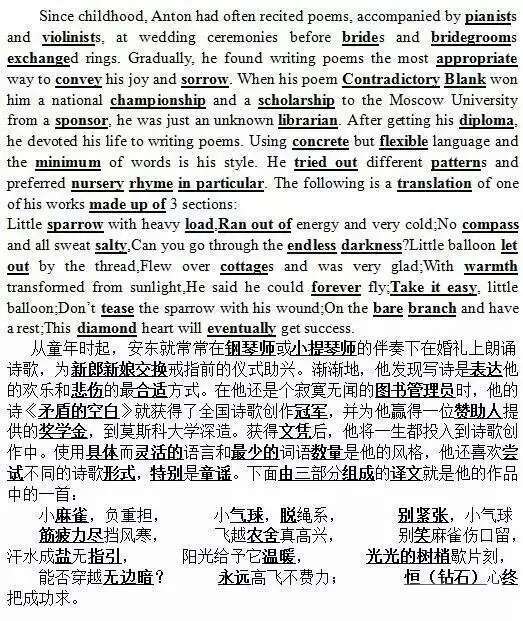 Since childhood, Anton had often recited poems, accompanied by pianists
and violinists, at wedding ceremonies before brides and bridegrooms
exchanged rings. Gradually, he found writing poems the most appropriate
way to convey his joy and sorrow. When his poem Contradictory Blank won
him a national championship and a scholarship to the Moscow University
from a sponsor, he was just an unknown librarian. After getting his diploma,
he devoted his life to writing poems. Using concrete but flexible language and
the minimum of words is his style. He tried out different patterns and
preferred nursery rhyme in particular. The following is a translation of one
of his works made up of 3 sections:
Little sparrow with heavy load,Ran out of energy and very cold;No compass
and all sweat salty,Can you go through the endless darkness?Little balloon let
out by the thread,Flew over cottages and was very glad;With warmth
transformed from sunlight,He said he could forever fly;Take it easy, little
balloon;Don't tease the sparrow with his wound;On the bare branch and have
a rest;This diamond heart will eventually get success.
从童年时起，安东就常常在钢琴师或小提琴师的伴奏下在婚礼上朗诵
诗歌，为新郎新娘交换戒指前的仪式助兴。渐渐地，他发现写诗是表达他
的欢乐和悲伤的最合适方式。在他还是个寂寞无闻的图书管理员时，他的
诗《矛盾的空白》就获得了全国诗歌创作冠军，并为他赢得一位赞助人提
供的奖学金，到莫斯科大学深造。获得文凭后，他将一生都投入到诗歌创
作中。使用具体而灵活的语言和最少的词语数量是他的风格，他还喜欢尝
试不同的诗歌形式，特别是童谣。下面由三部分组成的译文就是他的作品
中的一首：
小麻雀，负重担， 小气球，脱绳系， 别紧张，小气球
筋疲力尽挡风寒， 飞越农舍真高兴， 别笑麻雀伤口留，
汗水成盐无指引， 阳光给予它温暖， 光光的树梢歇片刻，
能否穿越无边暗？ 永远高飞不费力； 恒（钻石）心终
把成功求。